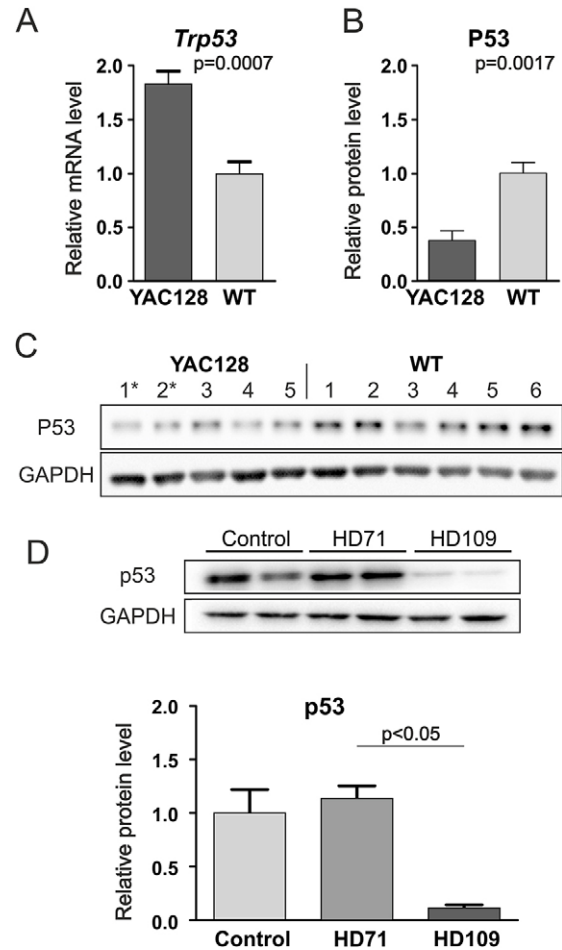 A
Trp53
p=0.0007
Relative mRNA level
2.0
1.5
1.0
0.5
0.0
YAC128 WT
B
P53
p=0.0017
Relative protein level
2.0
1.5
1.0
0.5
0.0
YAC128 WT
C
YAC128 WT
1* 2* 3 4 5 1 2 3 4 5 6
P53
GAPDH
D
Control HD71 HD109
p53
GAPDH
p53
p<0.05
Relative protein level
2.0
1.5
1.0
0.5
0.0
Control HD71 HD109